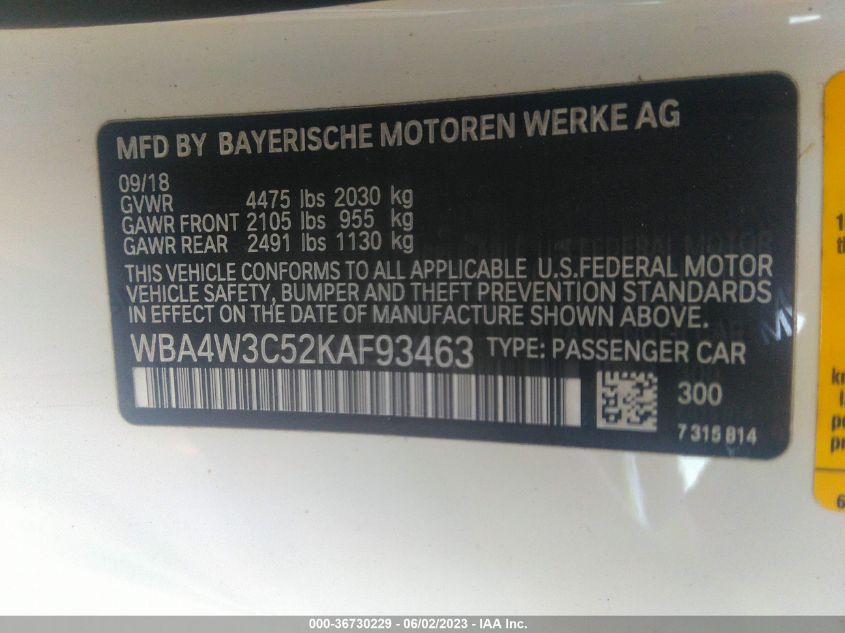 MFD BY BAYERISCHE MOTOREN WERKE AG
09/18
GVWR 4475 lbs 2030 kg
GAWR FRONT 2105 lbs 955 kg
GAWR REAR 2491 lbs 1130 kg
THIS VEHICLE CONFORMS TO ALL APPLICABLE U.S.FEDERAL MOTOR
VEHICLE SAFETY, BUMPER AND THEFT PREVENTION STANDARDS
IN EFFECT ON THE DATE OF MANUFACTURE SHOWN ABOVE.
WBA4W3C52KAF93463 TYPE: PASSENGER CAR
300
7315814
000-36730229 - 06/02/2023 - IAA Inc.